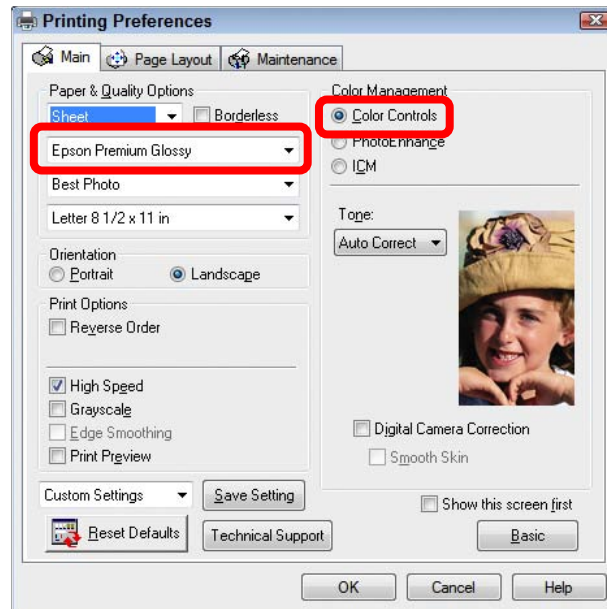 Printing Preferences
Main
Page Layout
Maintenance
Paper & Quality Options
Sheet
Borderless
Epson Premium Glossy
Best Photo
Letter 8 1/2 x 11 in
Orientation
Portrait
Landscape
Print Options
Reverse Order
High Speed
Grayscale
Edge Smoothing
Print Preview
Custom Settings
Save Setting
Reset Defaults
Technical Support
Color Management
Color Controls
PhotoEnhance
ICM
Tone:
Auto Correct
Digital Camera Correction
Smooth Skin
Show this screen first
Basic
OK
Cancel
Help